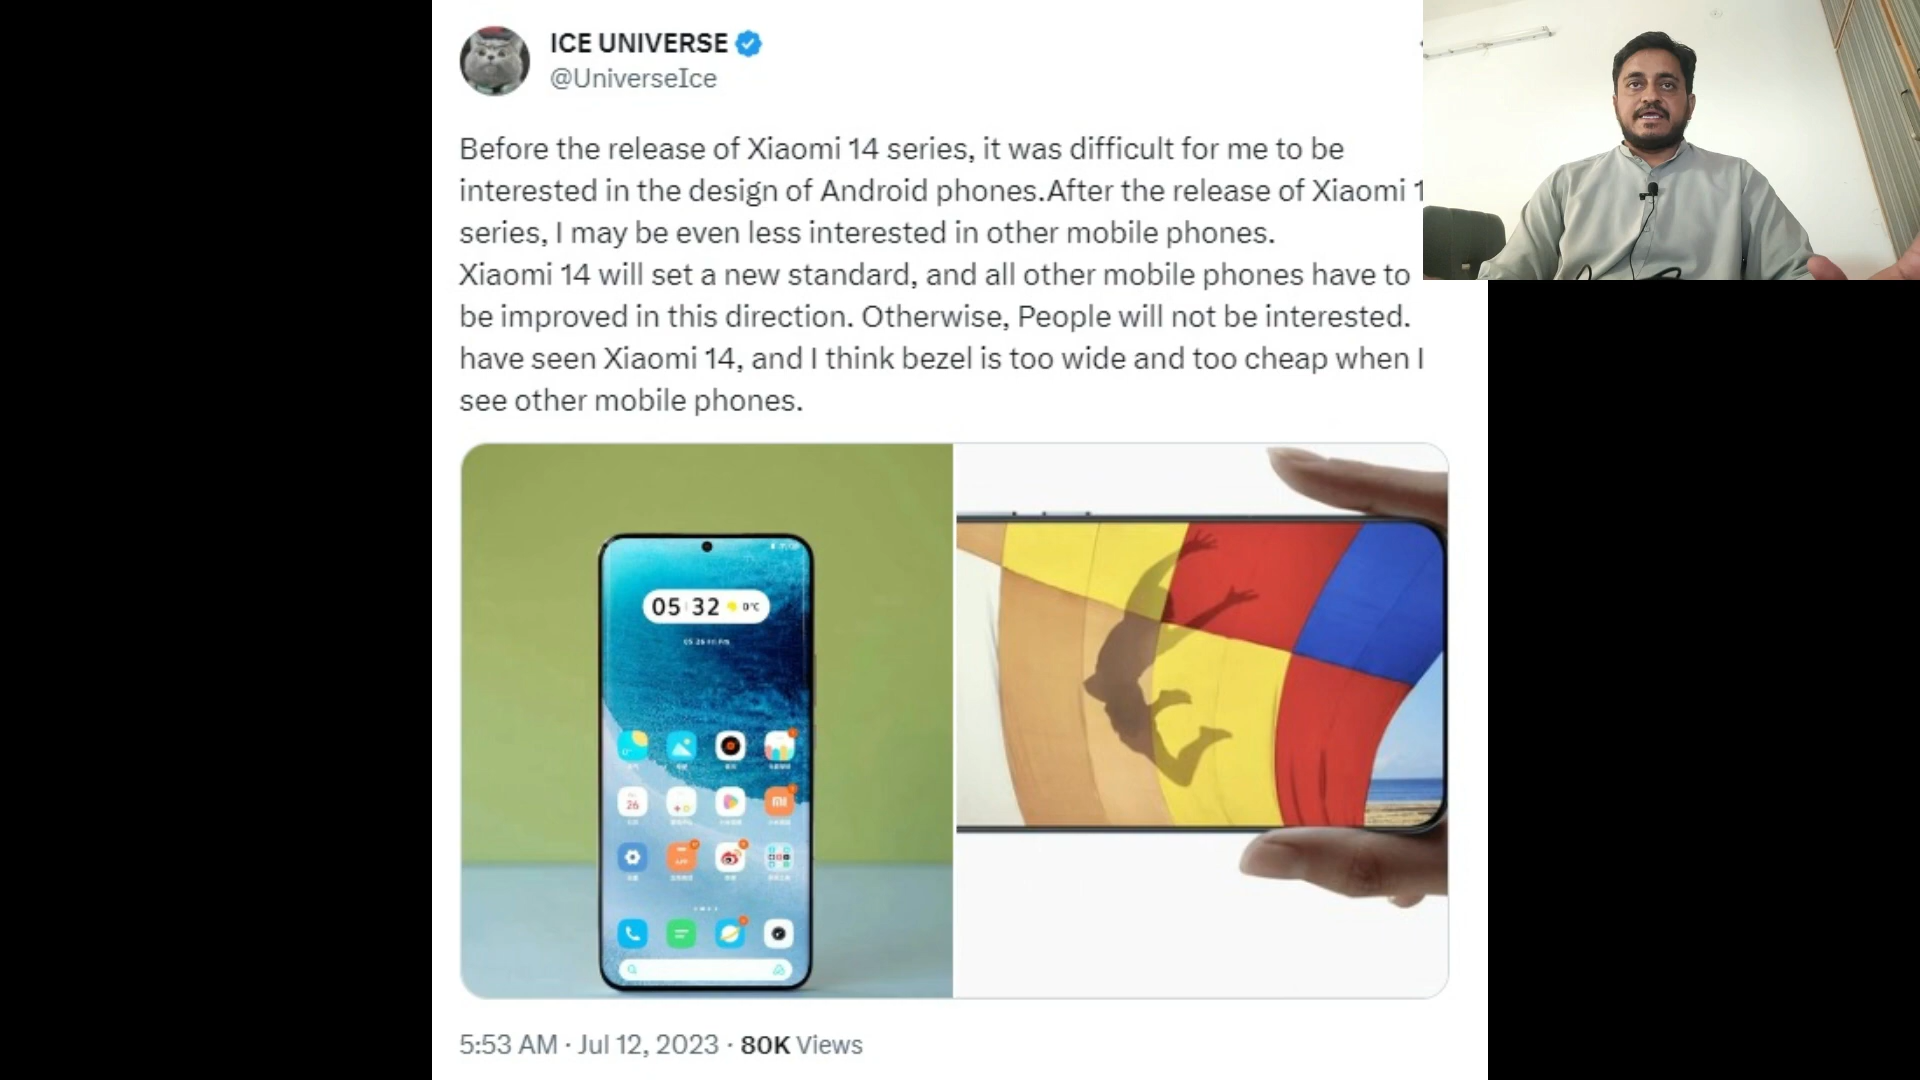 ICE UNIVERSE
@UniverseIce
Before the release of Xiaomi 14 series, it was difficult for me to be
interested in the design of Android phones.After the release of Xiaomi 1
series, I may be even less interested in other mobile phones.
Xiaomi 14 will set a new standard, and all other mobile phones have to
be improved in this direction. Otherwise, People will not be interested.
have seen Xiaomi 14, and I think bezel is too wide and too cheap when I
see other mobile phones.
05:32 0°C
26
mi
5:53 AM · Jul 12, 2023 · 80K Views